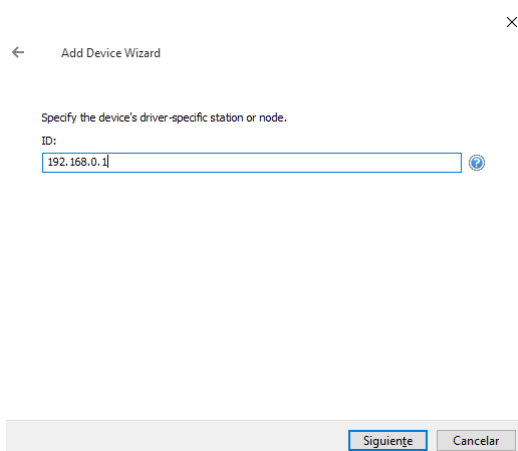 Add Device Wizard
Specify the device's driver-specific station or node.
ID:
192.168.0.1
Siguiente Cancelar